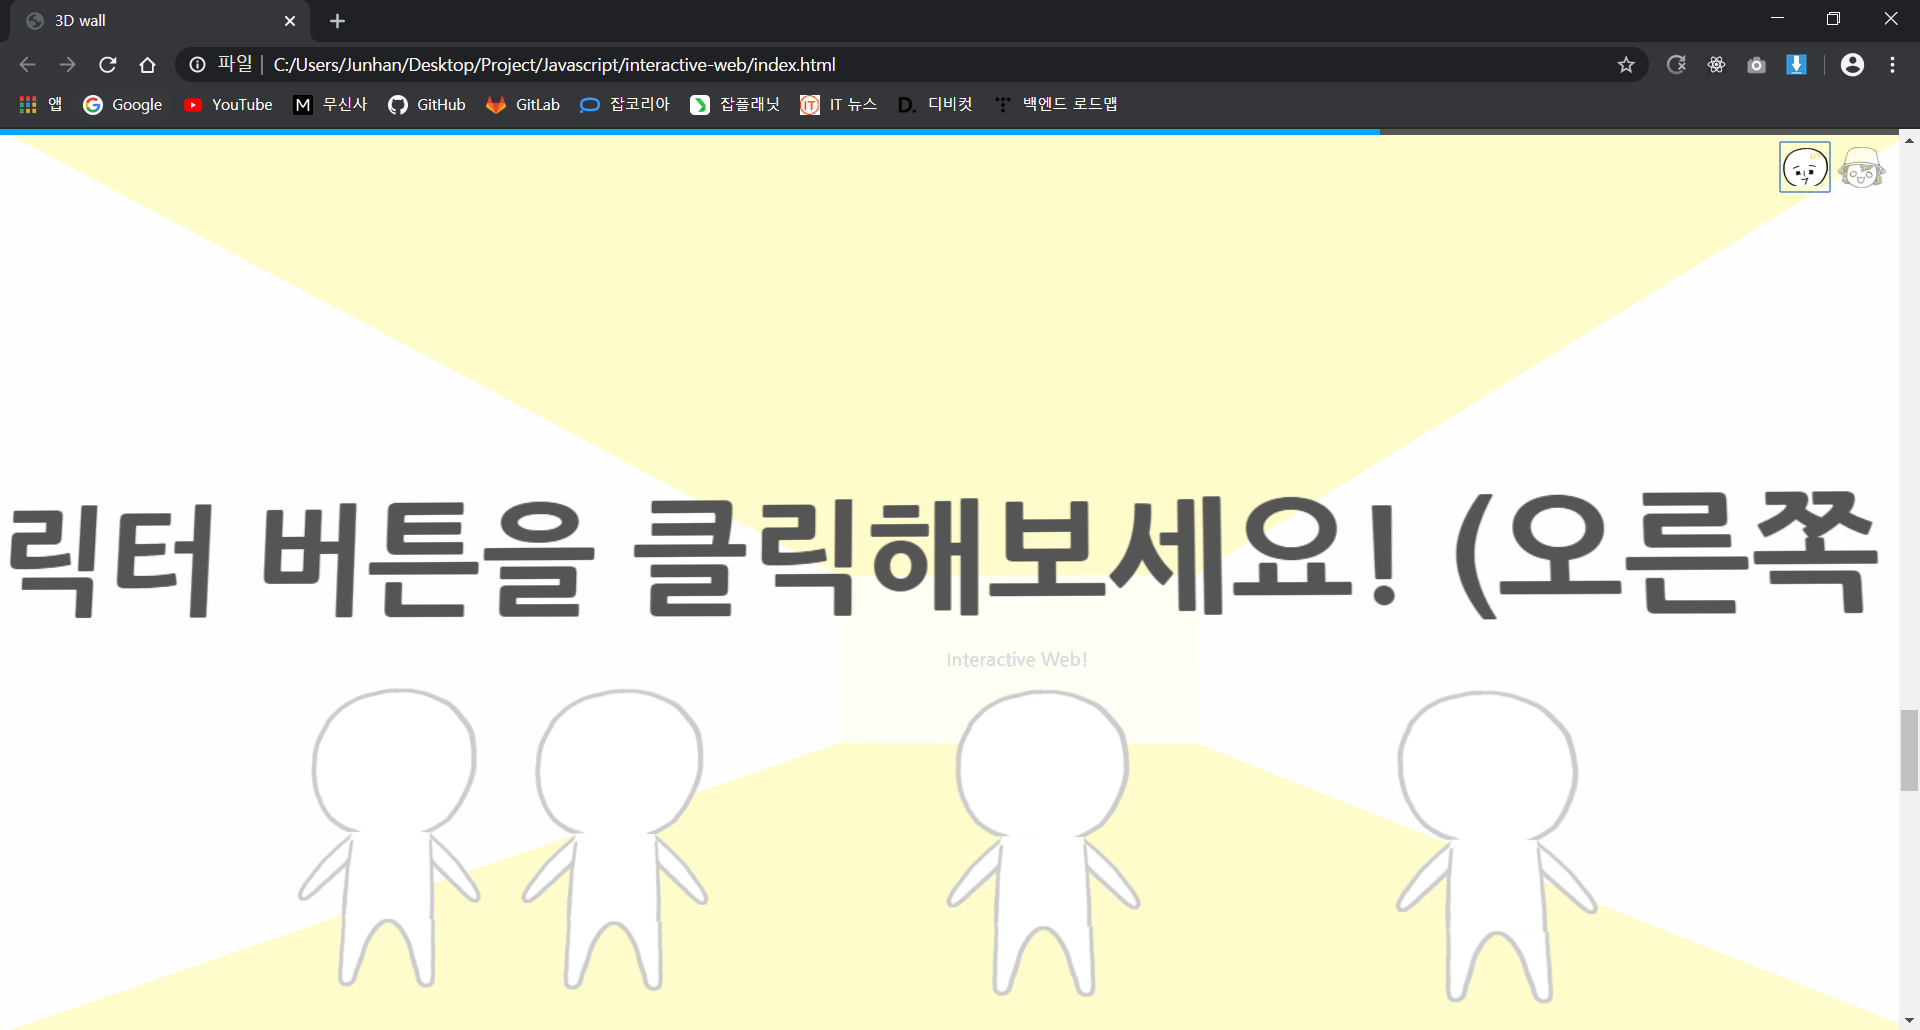 3D wall
파일 | C:/Users/Junhan/Desktop/Project/Javascript/interactive-web/index.html
앱 Google YouTube M 무신사 GitHub GitLab 잡코리아 잡플래닛 IT IT 뉴스 D. 디비컷 백엔드 로드맵
릭터 버튼을 클릭해보세요! (오른쪽
Interactive Web!